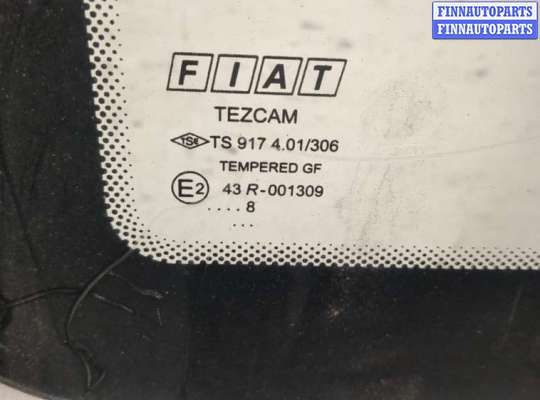 FINNAUTOPARTS
FINNAUTOPARTS
FIAT
TEZCAM
TSE TS 917 4.01/306
TEMPERED GF
E2 43 R-001309
....8
...